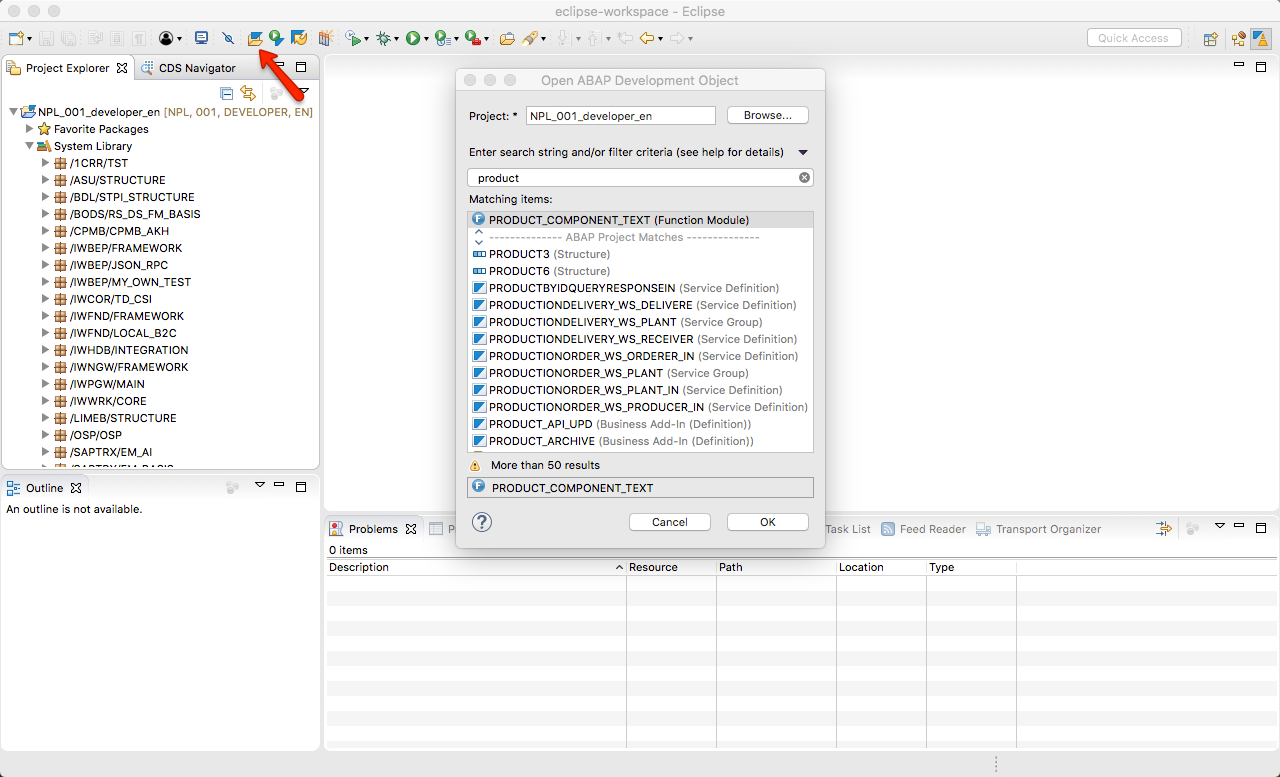 eclipse-workspace - Eclipse
Quick Access
Project Explorer
CDS Navigator
NPL_001_developer_en [NPL, 001, DEVELOPER, EN]
Favorite Packages
System Library
/1CRR/TST
/ASU/STRUCTURE
/BDL/STPI_STRUCTURE
/BODS/RS_DS_FM_BASIS
/CPMB/CPMB_AKH
/IWBEP/FRAMEWORK
/IWBEP/JSON_RPC
/IWBEP/MY_OWN_TEST
/IWCOR/TD_CSI
/IWFND/FRAMEWORK
/IWFND/LOCAL_B2C
/IWHDB/INTEGRATION
/IWNGW/FRAMEWORK
/IWPGW/MAIN
/IWWRK/CORE
/LIMEB/STRUCTURE
/OSP/OSP
/SAPTRX/EM_AI
/SAPTRX/EM_BASIS
Outline
An outline is not available.
Open ABAP Development Object
Project: * NPL_001_developer_en Browse...
Enter search string and/or filter criteria (see help for details)
product
Matching items:
F PRODUCT_COMPONENT_TEXT (Function Module)
-------------- ABAP Project Matches --------------
PRODUCT3 (Structure)
PRODUCT6 (Structure)
PRODUCTBYIDQUERYRESPONSEIN (Service Definition)
PRODUCTIONDELIVERY_WS_DELIVERE (Service Definition)
PRODUCTIONDELIVERY_WS_PLANT (Service Group)
PRODUCTIONDELIVERY_WS_RECEIVER (Service Definition)
PRODUCTIONORDER_WS_ORDERER_IN (Service Definition)
PRODUCTIONORDER_WS_PLANT (Service Group)
PRODUCTIONORDER_WS_PLANT_IN (Service Definition)
PRODUCTIONORDER_WS_PRODUCER_IN (Service Definition)
PRODUCT_API_UPD (Business Add-In (Definition))
PRODUCT_ARCHIVE (Business Add-In (Definition))
More than 50 results
F PRODUCT_COMPONENT_TEXT
? Cancel OK
Problems P Task List Feed Reader Transport Organizer
0 items
Description Resource Path Location Type